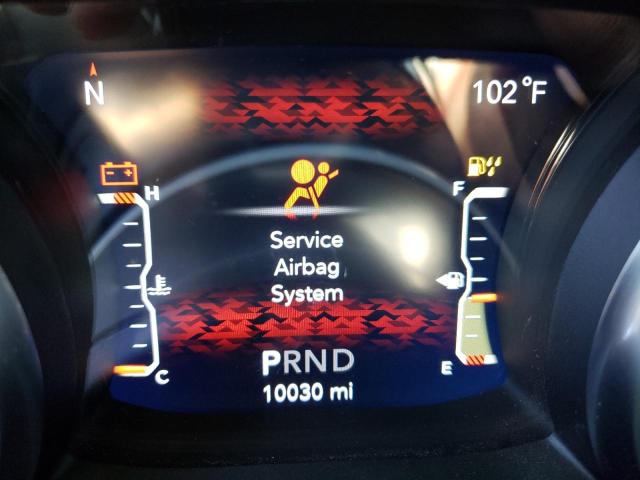 N
102°F
H
F
Service
Airbag
System
C
E
PRND
10030 mi